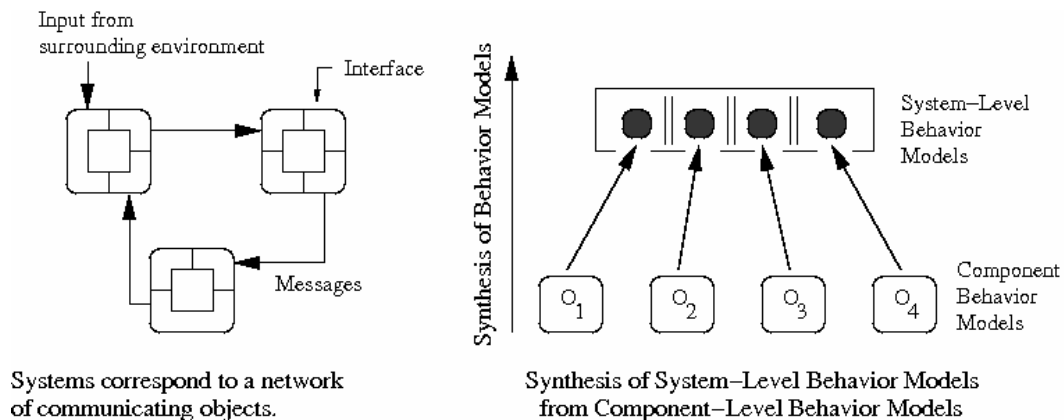 Input from
surrounding environment
Interface
Messages
Systems correspond to a network
of communicating objects.
Synthesis of Behavior Models
System–Level
Behavior
Models
O1
O2
O3
O4
Component
Behavior
Models
Synthesis of System–Level Behavior Models
from Component–Level Behavior Models